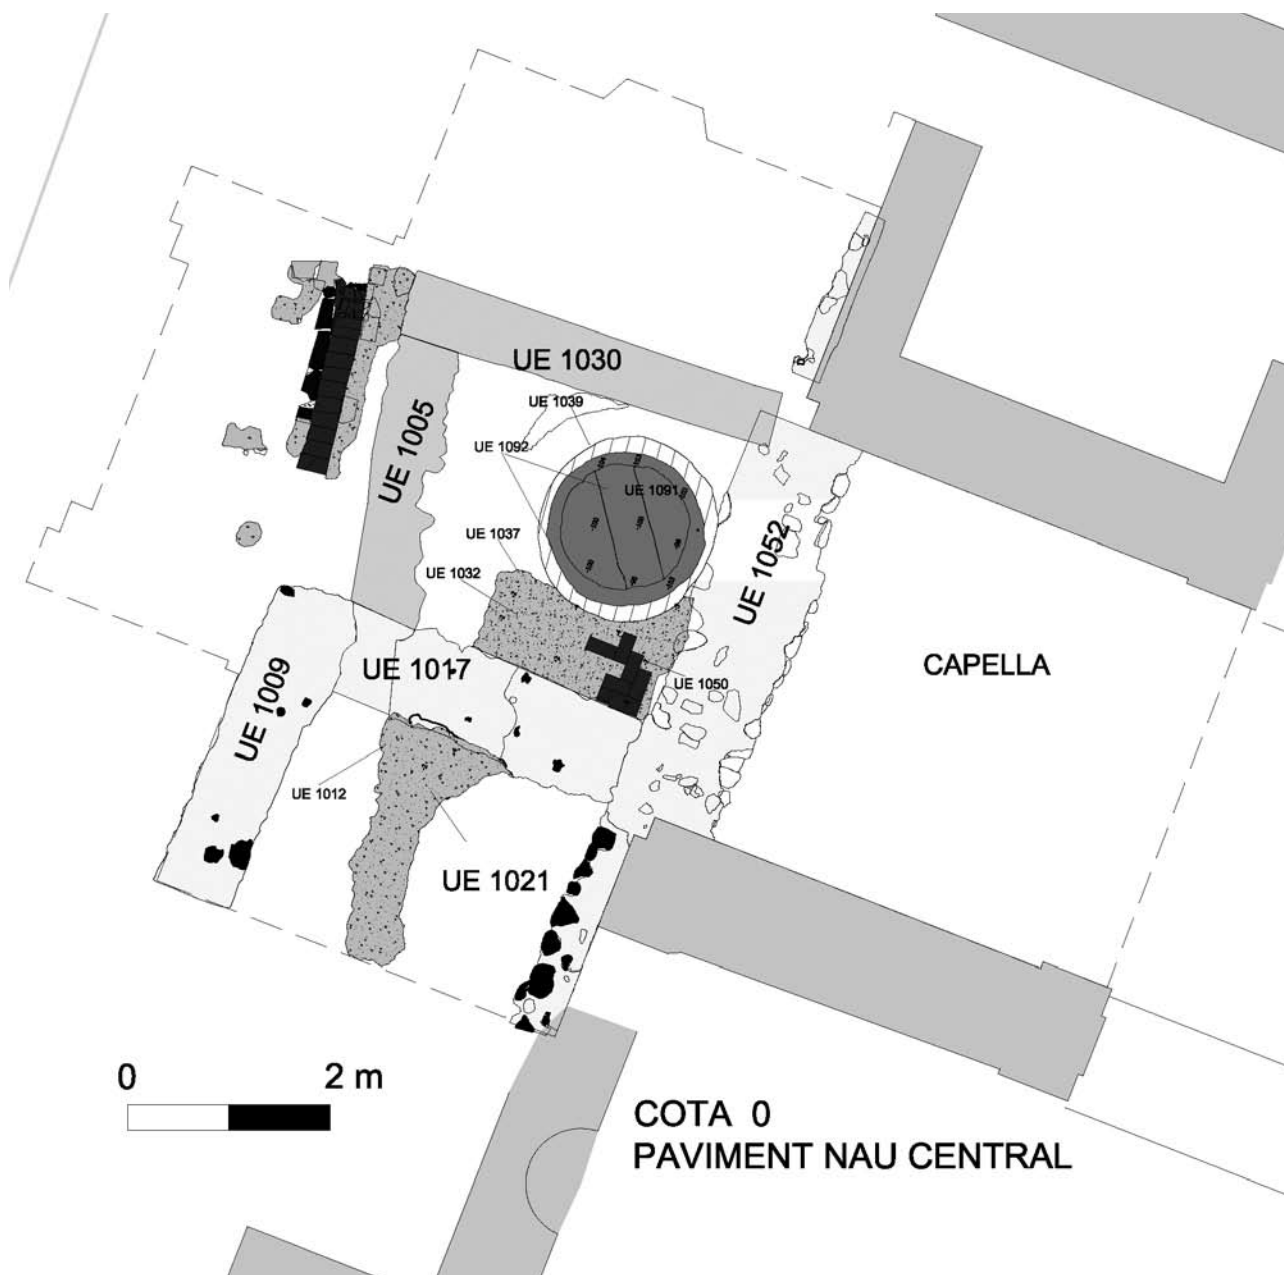 UE 1030
UE 1039
UE 1005
UE 1092
UE 1091
UE 1037
UE 1052
UE 1032
UE 1017
CAPELLA
UE 1050
UE 1009
UE 1012
UE 1021
0 2 m
COTA 0
PAVIMENT NAU CENTRAL